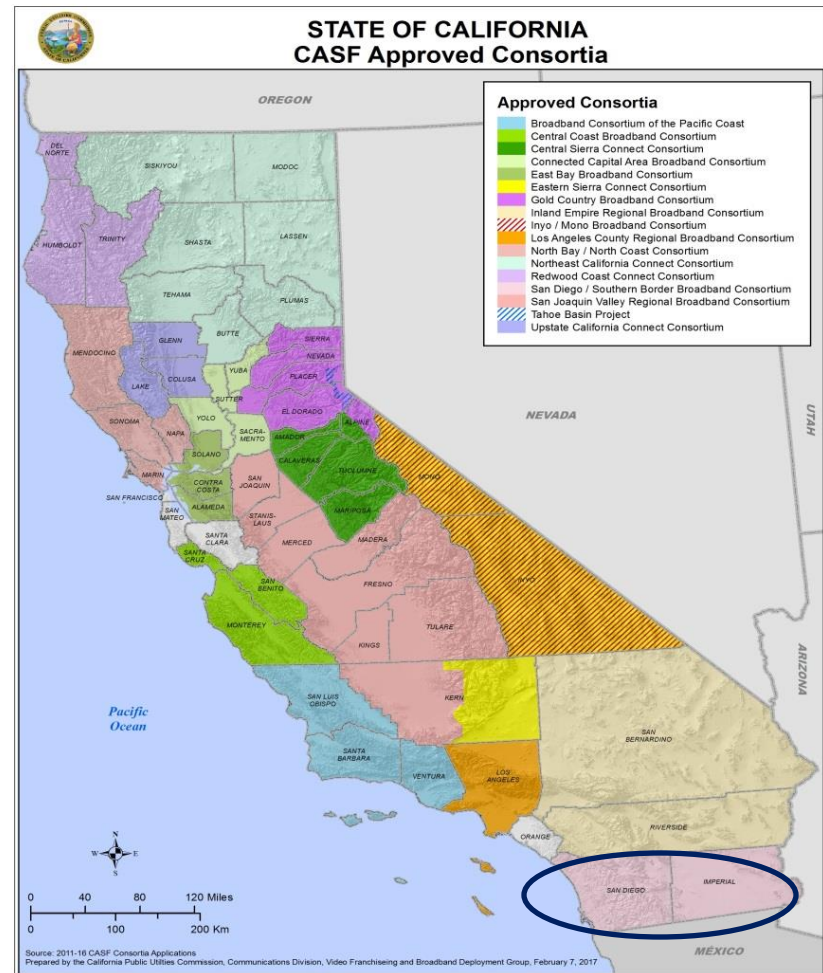 STATE OF CALIFORNIA
CASF Approved Consortia
OREGON
Approved Consortia
Broadband Consortium of the Pacific Coast
Central Coast Broadband Consortium
Central Sierra Connect Consortium
Connected Capital Area Broadband Consortium
East Bay Broadband Consortium
Eastern Sierra Connect Consortium
Gold Country Broadband Consortium
Inland Empire Regional Broadband Consortium
Inyo / Mono Broadband Consortium
Los Angeles County Regional Broadband Consortium
North Bay / North Coast Consortium
Northeast California Connect Consortium
Redwood Coast Connect Consortium
San Diego / Southern Border Broadband Consortium
San Joaquin Valley Regional Broadband Consortium
Tahoe Basin Project
Upstate California Connect Consortium
DEL
NORTE
SISKIYOU
MODOC
HUMBOLDT
TRINITY
SHASTA
LASSEN
TEHAMA
PLUMAS
BUTTE
GLENN
MENDOCINO
LAKE
COLUSA
YUBA
SUTTER
SIERRA
NEVADA
PLACER
EL DORADO
ALPINE
SONOMA
NAPA
YOLO
SACRA-
MENTO
AMADOR
SOLANO
CALAVERAS
TUOLUMNE
MARIN
CONTRA
COSTA
SAN
JOAQUIN
SAN FRANCISCO
ALAMEDA
SAN
MATEO
SANTA
CLARA
STANIS-
LAUS
MARIPOSA
MONO
NEVADA
UTAH
SANTA
CRUZ
MERCED
MADERA
SAN
BENITO
FRESNO
INYO
MONTEREY
KINGS
TULARE
ARIZONA
Pacific
Ocean
SAN LUIS
OBISPO
KERN
SAN
BERNARDINO
SANTA
BARBARA
VENTURA
LOS
ANGELES
ORANGE
RIVERSIDE
SAN DIEGO
IMPERIAL
MÉXICO
N
W
E
S
0 40 80 120 Miles
0 100 200 Km
Source: 2011-16 CASF Consortia Applications
Prepared by the California Public Utilties Commission, Communications Division, Video Franchiseing and Broadband Deployment Group, February 7, 2017